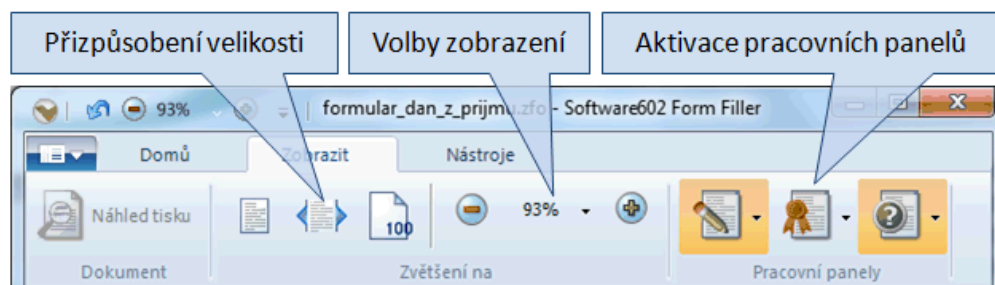 Přizpůsobení velikosti
Volby zobrazení
Aktivace pracovních panelů
93%
formular_dan_z_prijmu.zfo - Software602 Form Filler
Domů
Zobrazit
Nástroje
Náhled tisku
100
93%
Dokument
Zvětšení na
Pracovní panely